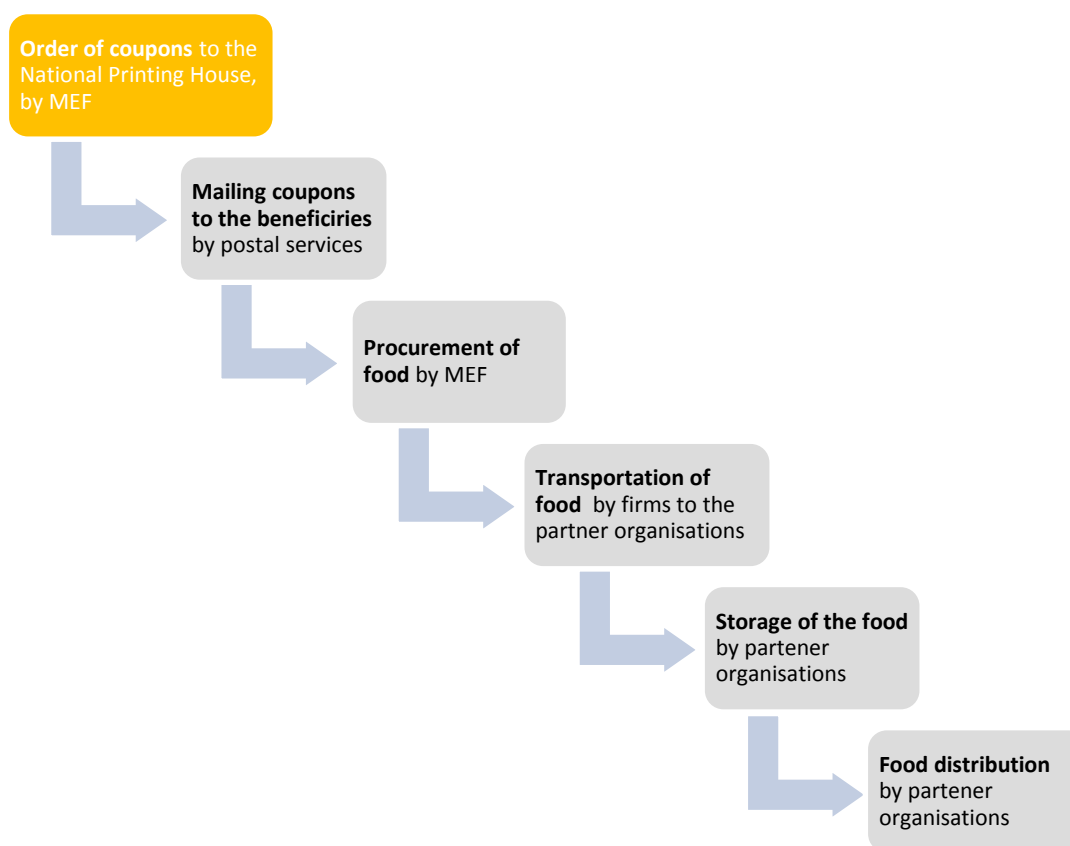 Order of coupons to the
National Printing House,
by MEF
Mailing coupons
to the beneficiries
by postal services
Procurement of
food by MEF
Transportation of
food  by firms to the
partner organisations
Storage of the food
by partener
organisations
Food distribution
by partener
organisations